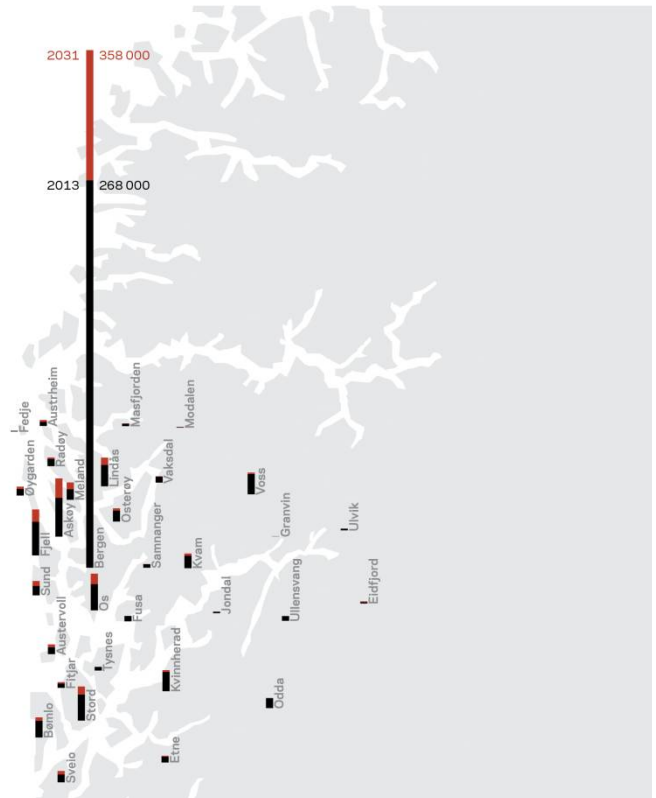 2031 358 000
2013 268 000
Fedje
Austrheim
Masfjorden
Modalen
Radøy
Lindås
Vaksdal
Øygarden
Meland
Askøy
Osterøy
Voss
Fjell
Bergen
Samnanger
Kvam
Granvin
Ulvik
Sund
Os
Fusa
Jondal
Ullensvang
Eidfjord
Austervoll
Tysnes
Fitjar
Stord
Kvinnherad
Odda
Bømlo
Etne
Sveio